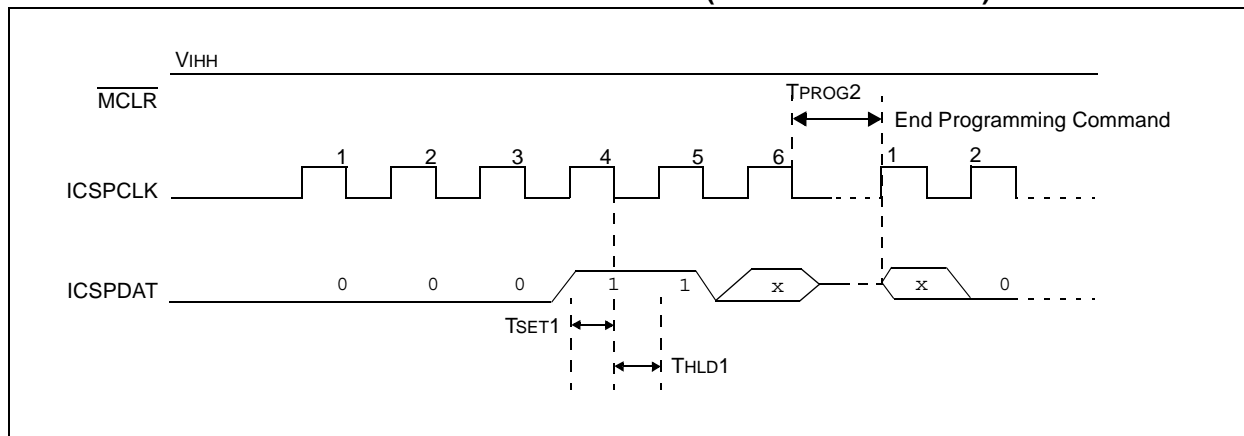 VIHH
MCLR
TPROG2
End Programming Command
1 2 3 4 5 6 1 2
ICSPCLK
ICSPDAT
0 0 0 1 1 x x 0
TSET1
THLD1